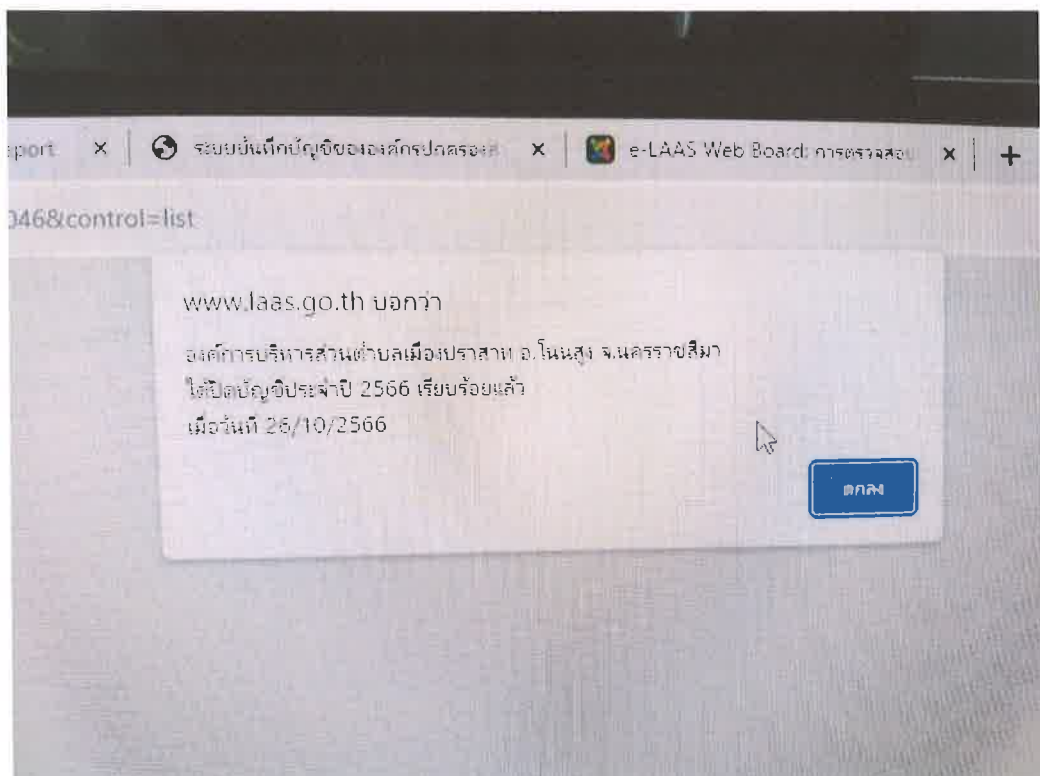 port × ระบบบันทึกบัญชีขององค์กรปกครองส × e-LAAS Web Board: การตรวจสอบ × +
046&control=list
www.laas.go.th บอกว่า
องค์การบริหารส่วนตำบลเมืองปราสาท อ.โนนสูง จ.นครราชสีมา
ได้ปิดบัญชีประจำปี 2566 เรียบร้อยแล้ว
เมื่อวันที่ 26/10/2566
ตกลง